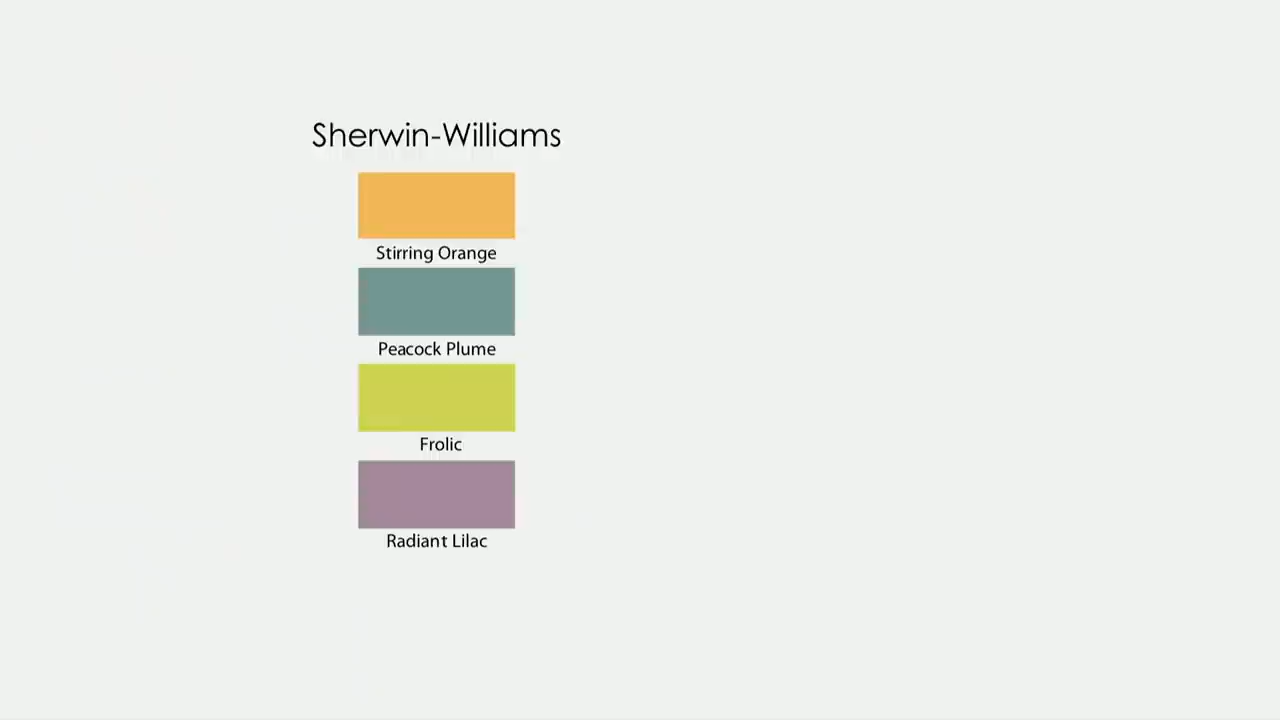 Sherwin-Williams
Stirring Orange
Peacock Plume
Frolic
Radiant Lilac